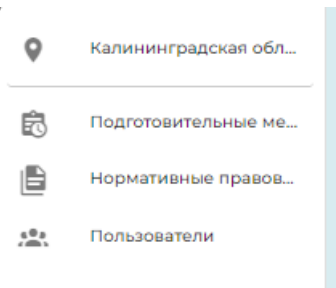 Калининградская обл...
Подготовительные ме...
Нормативные правов...
Пользователи